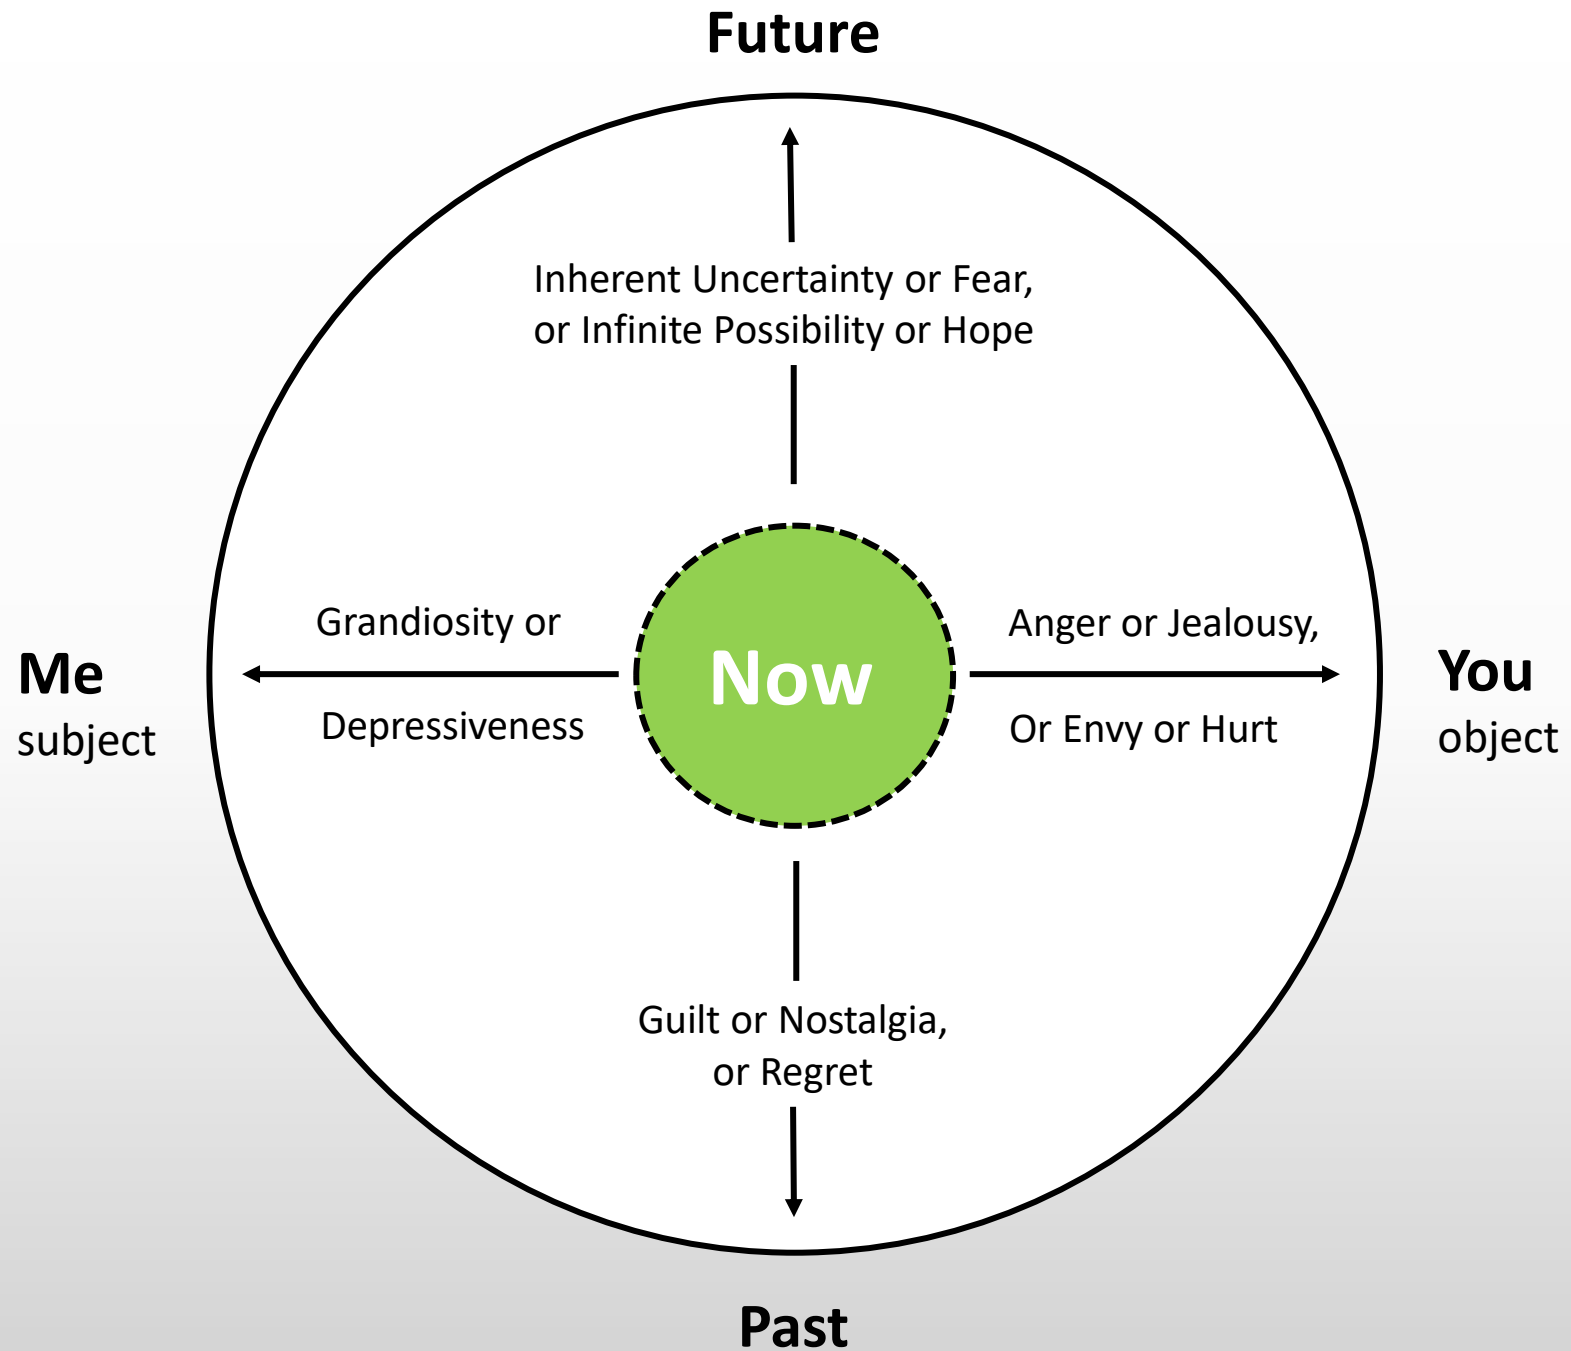 Future
Inherent Uncertainty or Fear,
or Infinite Possibility or Hope
Grandiosity or
Depressiveness
Me
subject
Now
Anger or Jealousy,
Or Envy or Hurt
You
object
Guilt or Nostalgia,
or Regret
Past